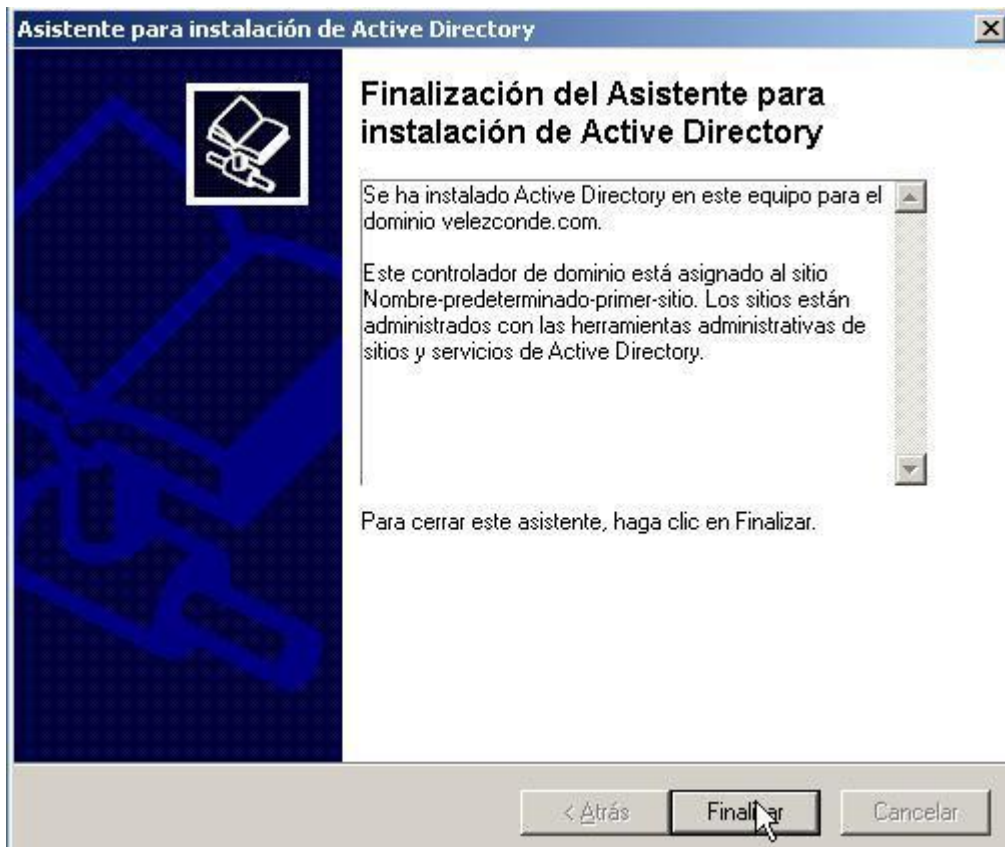 Asistente para instalación de Active Directory
Finalización del Asistente para
instalación de Active Directory
Se ha instalado Active Directory en este equipo para el
dominio velezconde.com.
Este controlador de dominio está asignado al sitio
Nombre-predeterminado-primer-sitio. Los sitios están
administrados con las herramientas administrativas de
sitios y servicios de Active Directory.
Para cerrar este asistente, haga clic en Finalizar.
< Atrás
Finalizar
Cancelar